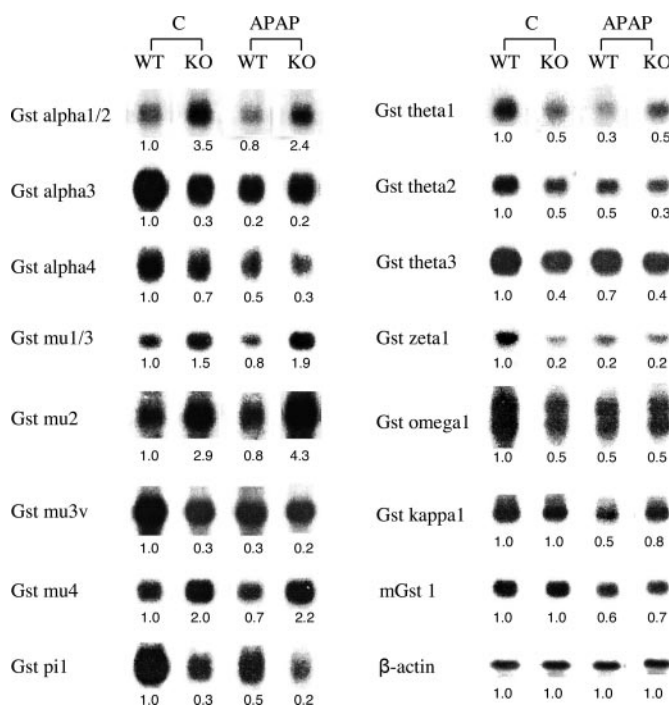 C APAP
WT KO WT KO
Gst alpha1/2
1.0 3.5 0.8 2.4
Gst alpha3
1.0 0.3 0.2 0.2
Gst alpha4
1.0 0.7 0.5 0.3
Gst mu1/3
1.0 1.5 0.8 1.9
Gst mu2
1.0 2.9 0.8 4.3
Gst mu3v
1.0 0.3 0.3 0.2
Gst mu4
1.0 2.0 0.7 2.2
Gst pi1
1.0 0.3 0.5 0.2
C APAP
WT KO WT KO
Gst theta1
1.0 0.5 0.3 0.5
Gst theta2
1.0 0.5 0.5 0.3
Gst theta3
1.0 0.4 0.7 0.4
Gst zeta1
1.0 0.2 0.2 0.2
Gst omega1
1.0 0.5 0.5 0.5
Gst kappa1
1.0 1.0 0.5 0.8
mGst 1
1.0 1.0 0.6 0.7
β-actin
1.0 1.0 1.0 1.0